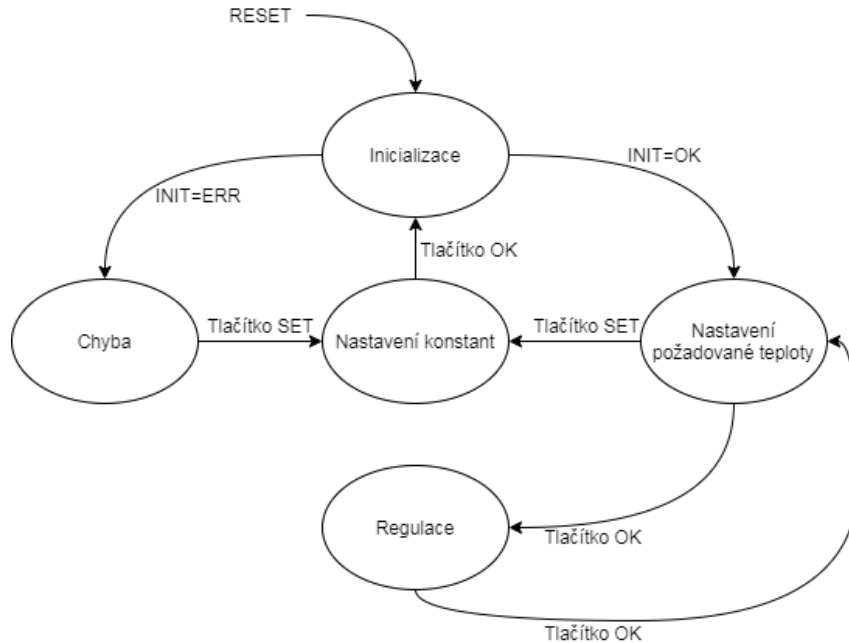 RESET
Inicializace
INIT=OK
INIT=ERR
Tlačítko OK
Chyba
Tlačítko SET
Nastavení konstant
Tlačítko SET
Nastavení
požadované teploty
Regulace
Tlačítko OK
Tlačítko OK